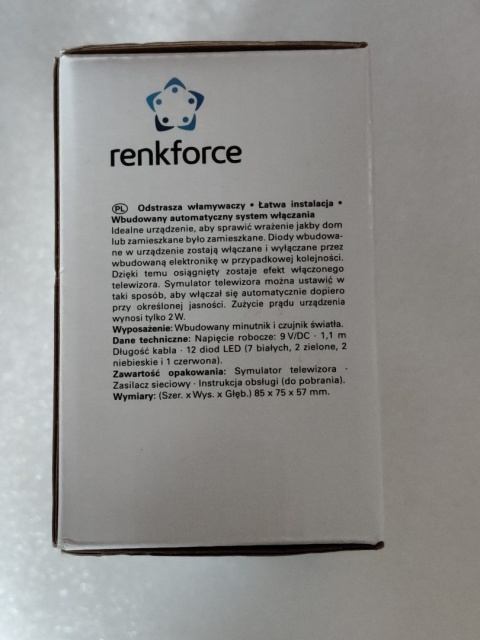 renkforce
PL Odstrasza włamywaczy • Łatwa instalacja •
Wbudowany automatyczny system włączania
Idealne urządzenie, aby sprawić wrażenie jakby dom
lub zamieszkane było zamieszkane. Diody wbudowa-
ne w urządzenie zostają włączane i wyłączane przez
wbudowaną elektronikę w przypadkowej kolejności.
Dzięki temu osiągnięty zostaje efekt włączonego
telewizora. Symulator telewizora można ustawić w
taki sposób, aby włączał się automatycznie dopiero
przy określonej jasności. Zużycie prądu urządzenia
wynosi tylko 2 W.
Wyposażenie: Wbudowany minutnik i czujnik światła.
Dane techniczne: Napięcie robocze: 9 V/DC · 1,1 m
Długość kabla · 12 diod LED (7 białych, 2 zielone, 2
niebieskie i 1 czerwona).
Zawartość opakowania: Symulator telewizora ·
Zasilacz sieciowy · Instrukcja obsługi (do pobrania).
Wymiary: (Szer. x Wys. x Głęb.) 85 x 75 x 57 mm.